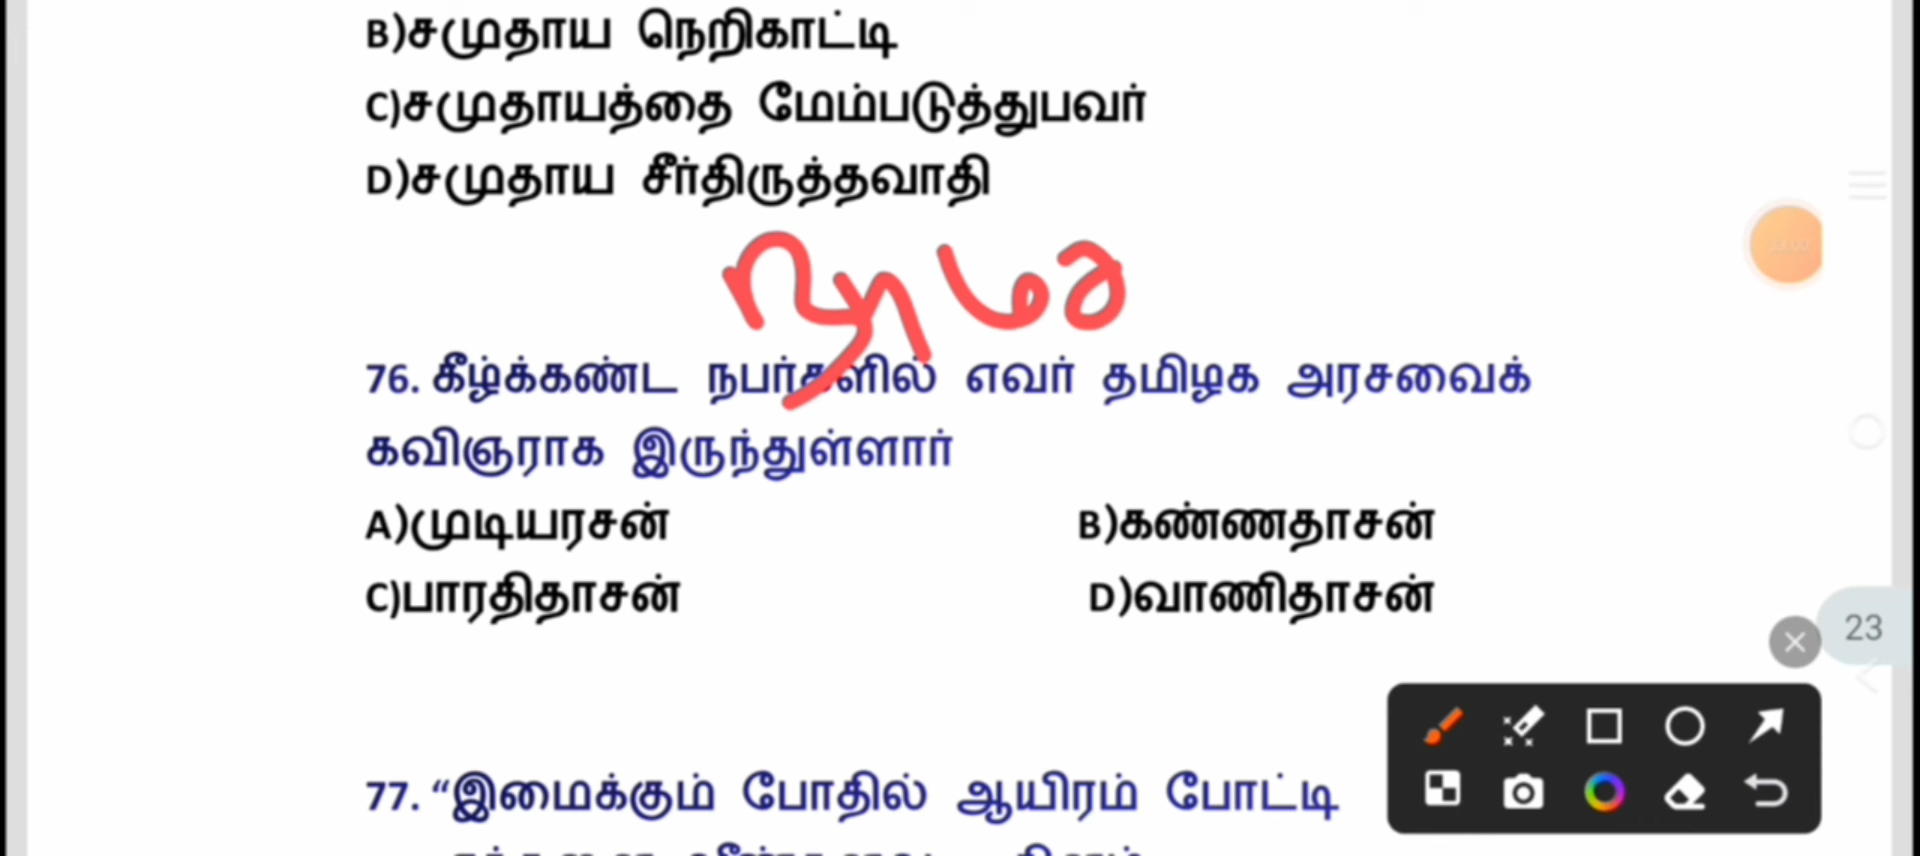 B)சமுதாய நெறிகாட்டி
C)சமுதாயத்தை மேம்படுத்துபவர்
D)சமுதாய சீர்திருத்தவாதி
76. கீழ்க்கண்ட நபர்களில் எவர் தமிழக அரசவைக்
கவிஞராக இருந்துள்ளார்
A)முடியரசன் B)கண்ணதாசன்
C)பாரதிதாசன் D)வாணிதாசன்
23
77. “இமைக்கும் போதில் ஆயிரம் போட்டி